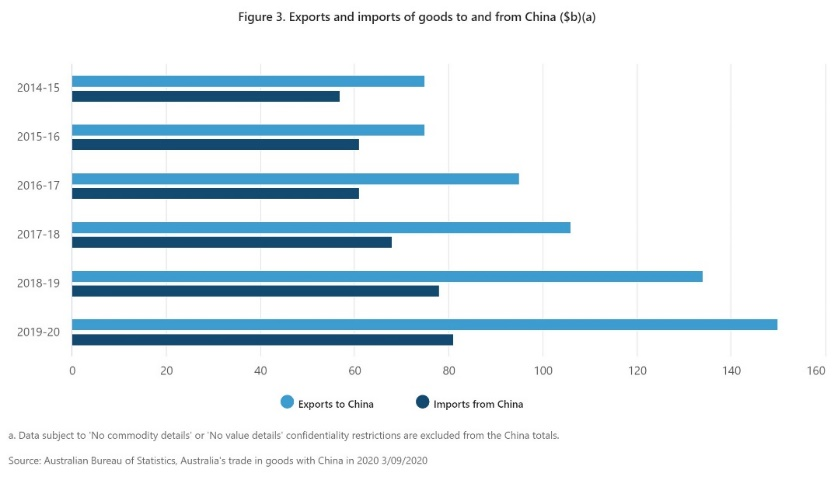 Figure 3. Exports and imports of goods to and from China ($b)(a)
2014-15
2015-16
2016-17
2017-18
2018-19
2019-20
0 20 40 60 80 100 120 140 160
Exports to China Imports from China
a. Data subject to 'No commodity details' or 'No value details' confidentiality restrictions are excluded from the China totals.
Source: Australian Bureau of Statistics, Australia's trade in goods with China in 2020 3/09/2020